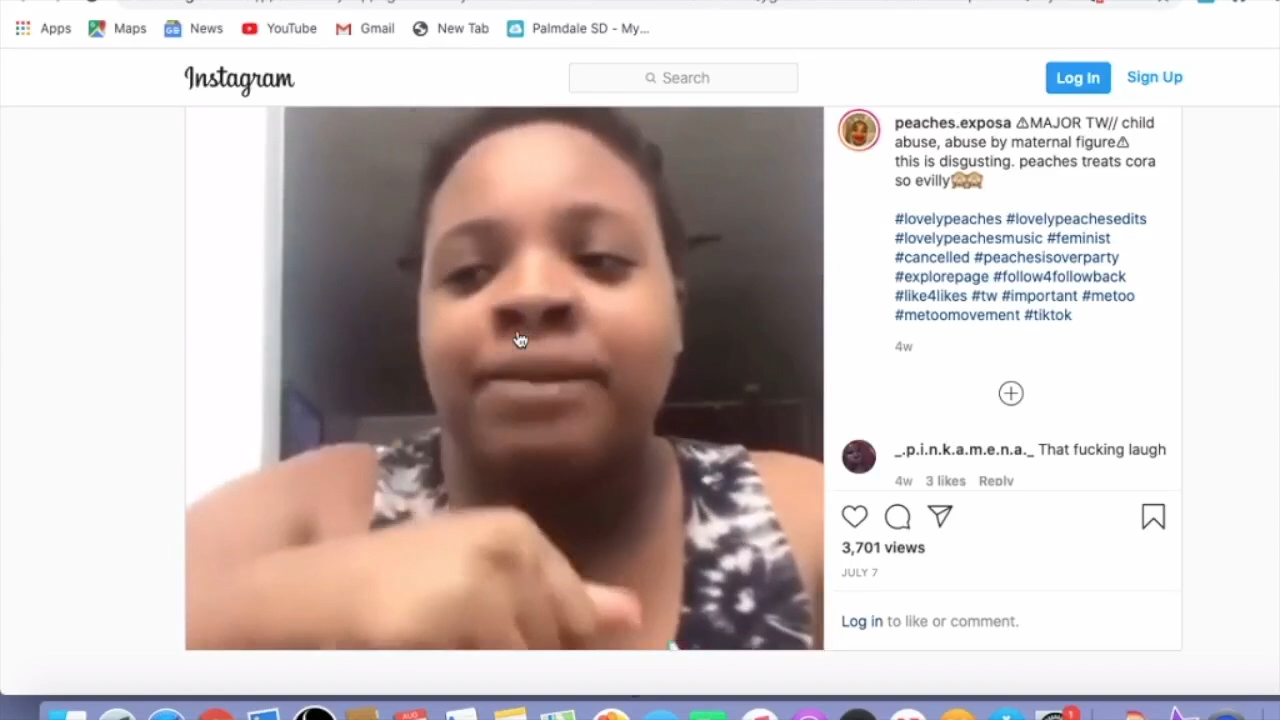 Apps Maps News YouTube Gmail New Tab Palmdale SD - My...
Instagram Search Log In Sign Up
peaches.exposa ⚠MAJOR TW// child
abuse, abuse by maternal figure⚠
this is disgusting. peaches treats cora
so evilly🙈🙈
#lovelypeaches #lovelypeachesedits
#lovelypeachesmusic #feminist
#cancelled #peachesisoverparty
#explorepage #follow4followback
#like4likes #tw #important #metoo
#metoomovement #tiktok
4w
_.p.i.n.k.a.m.e.n.a._ That fucking laugh
4w 3 likes Reply
3,701 views
JULY 7
Log in to like or comment.
AUG
1